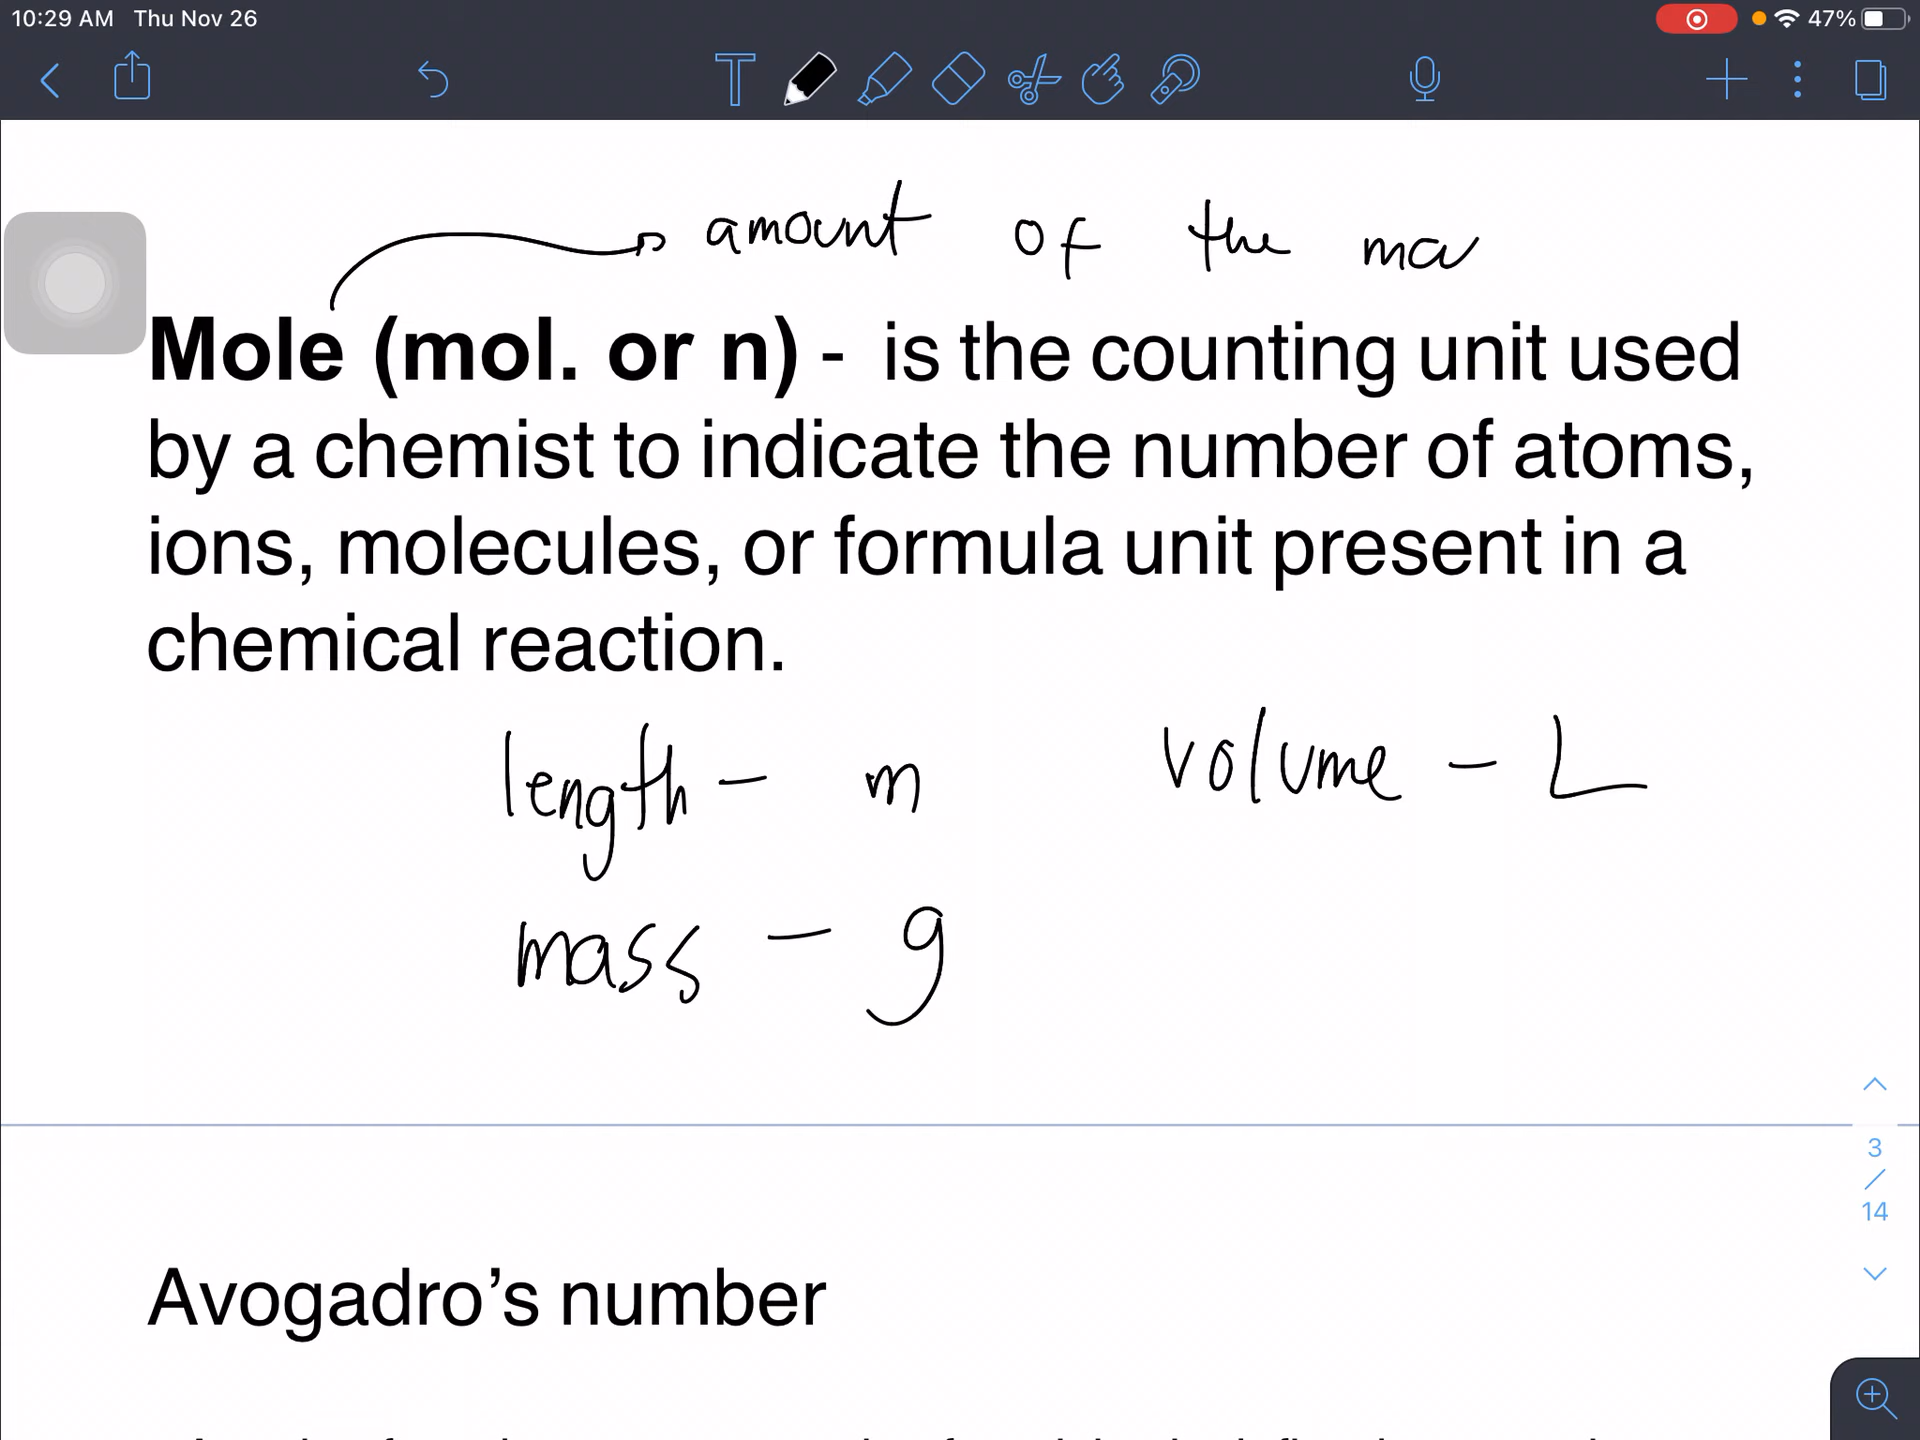 10:29 AM Thu Nov 26 47%
amount of the ma
Mole (mol. or n) - is the counting unit used
by a chemist to indicate the number of atoms,
ions, molecules, or formula unit present in a
chemical reaction.
length - m volume - L
mass - g
3
/
14
Avogadro’s number